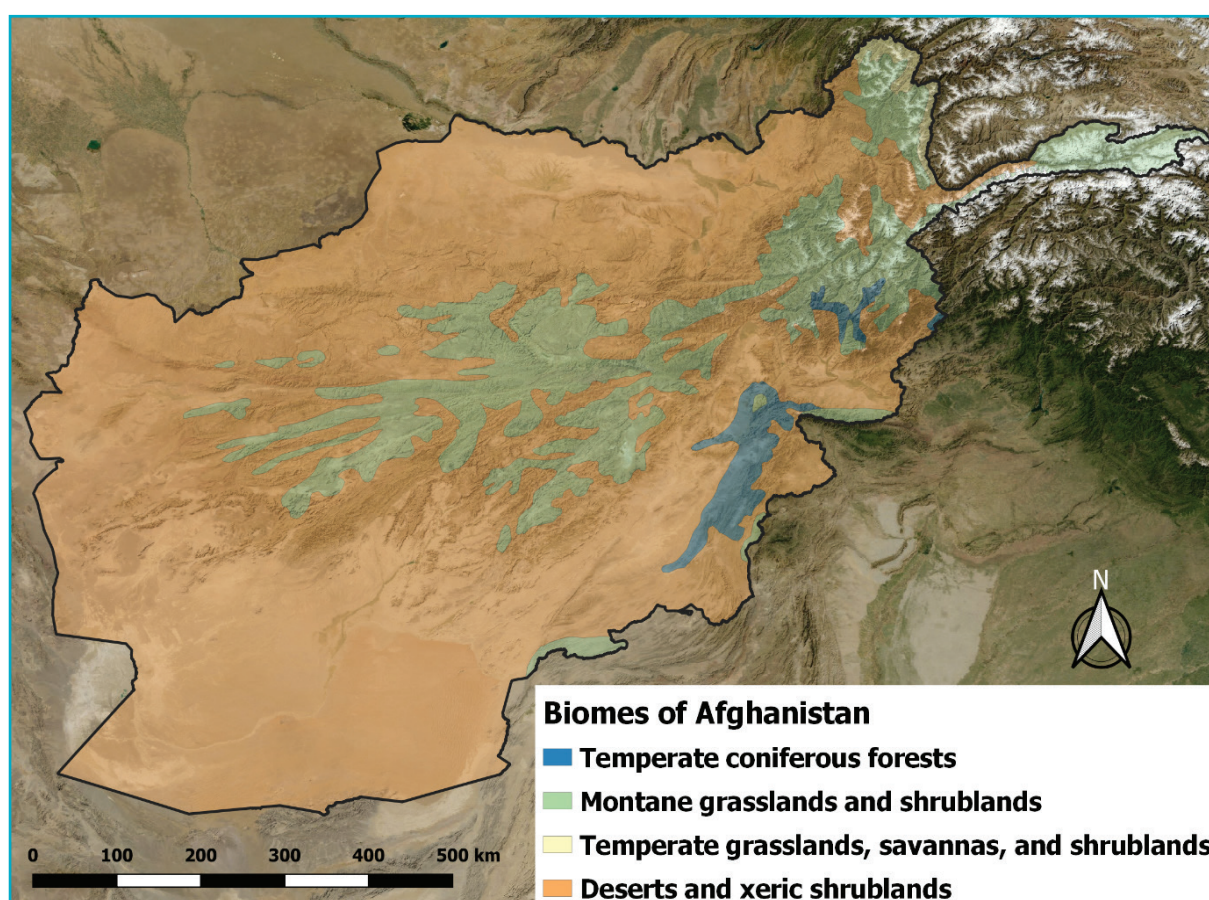 N
Biomes of Afghanistan
Temperate coniferous forests
Montane grasslands and shrublands
Temperate grasslands, savannas, and shrublands
Deserts and xeric shrublands
0 100 200 300 400 500 km